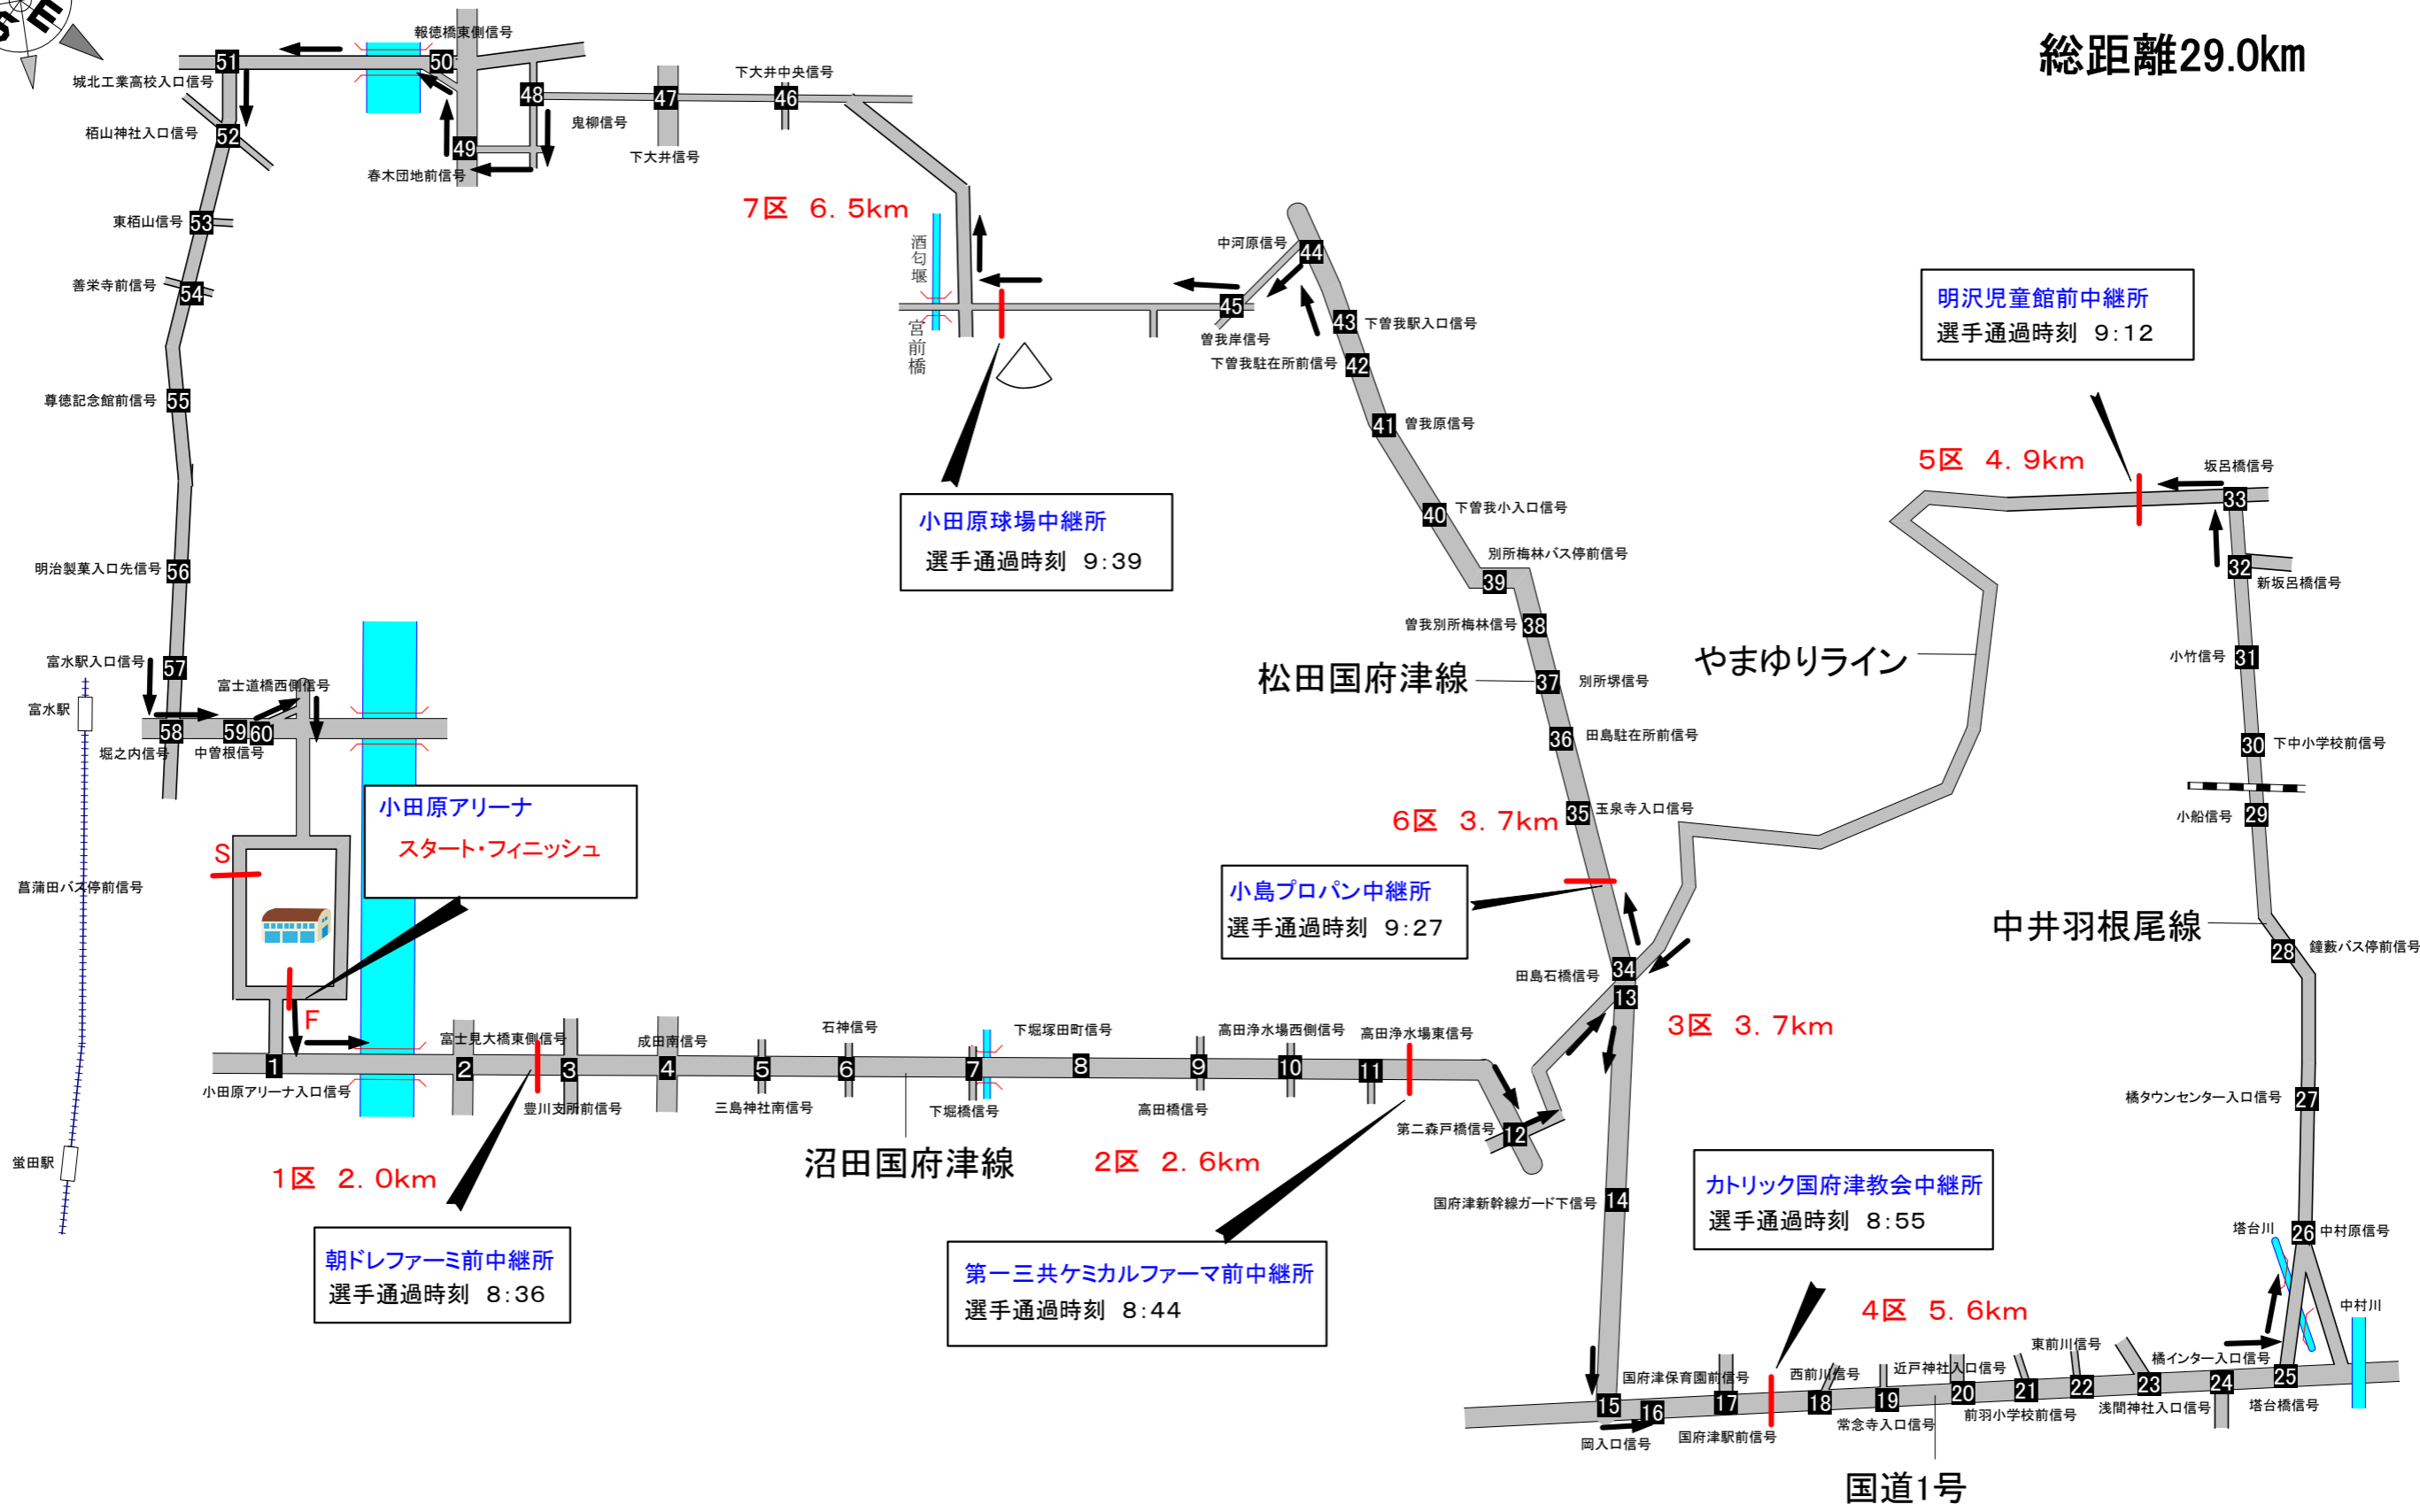 S E
総距離29.0km
報徳橋東側信号
51
50
城北工業高校入口信号
下大井中央信号
48
47
46
栢山神社入口信号
52
鬼柳信号
49
下大井信号
春木団地前信号
7区 6.5km
東栢山信号
53
酒匂堰
中河原信号
44
善栄寺前信号
54
45
曽我岸信号
宮前橋
43
下曽我駅入口信号
下曽我駐在所前信号
42
明沢児童館前中継所
選手通過時刻 9:12
尊徳記念館前信号
55
41
曽我原信号
5区 4.9km
坂呂橋信号
33
小田原球場中継所
選手通過時刻 9:39
40
下曽我小入口信号
別所梅林バス停前信号
39
明治製菓入口先信号
56
32
新坂呂橋信号
曽我別所梅林信号
38
富水駅入口信号
57
小竹信号
31
松田国府津線
37
別所堺信号
やまゆりライン
富士道橋西側信号
富水駅
58
59
60
堀之内信号
中曽根信号
36
田島駐在所前信号
30
下中小学校前信号
小田原アリーナ
スタート・フィニッシュ
35
玉泉寺入口信号
小船信号
29
6区 3.7km
S
菖蒲田バス停前信号
小島プロパン中継所
選手通過時刻 9:27
中井羽根尾線
28
鐘藪バス停前信号
田島石橋信号
34
13
F
3区 3.7km
富士見大橋東側信号
成田南信号
石神信号
下堀塚田町信号
高田浄水場西側信号
高田浄水場東信号
1
2
3
4
5
6
7
8
9
10
11
小田原アリーナ入口信号
豊川支所前信号
三島神社南信号
下堀橋信号
高田橋信号
第二森戸橋信号
12
橘タウンセンター入口信号
27
蛍田駅
沼田国府津線
1区 2.0km
2区 2.6km
国府津新幹線ガード下信号
14
カトリック国府津教会中継所
選手通過時刻 8:55
塔台川
26
中村原信号
朝ドレファーミ前中継所
選手通過時刻 8:36
第一三共ケミカルファーマ前中継所
選手通過時刻 8:44
4区 5.6km
中村川
国府津保育園前信号
西前川信号
近戸神社入口信号
東前川信号
橘インター入口信号
15
16
17
18
19
20
21
22
23
24
25
岡入口信号
国府津駅前信号
常念寺入口信号
前羽小学校前信号
浅間神社入口信号
塔台橋信号
国道1号